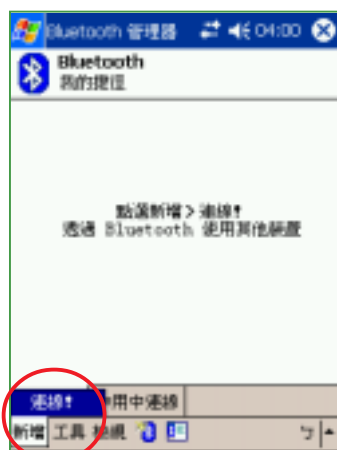 Bluetooth 管理器 04:00
Bluetooth
我的捷徑
點選新增 > 連線!
透過 Bluetooth 使用其他裝置
連線! 用中連線
新增 工具 檢視 ㄅ